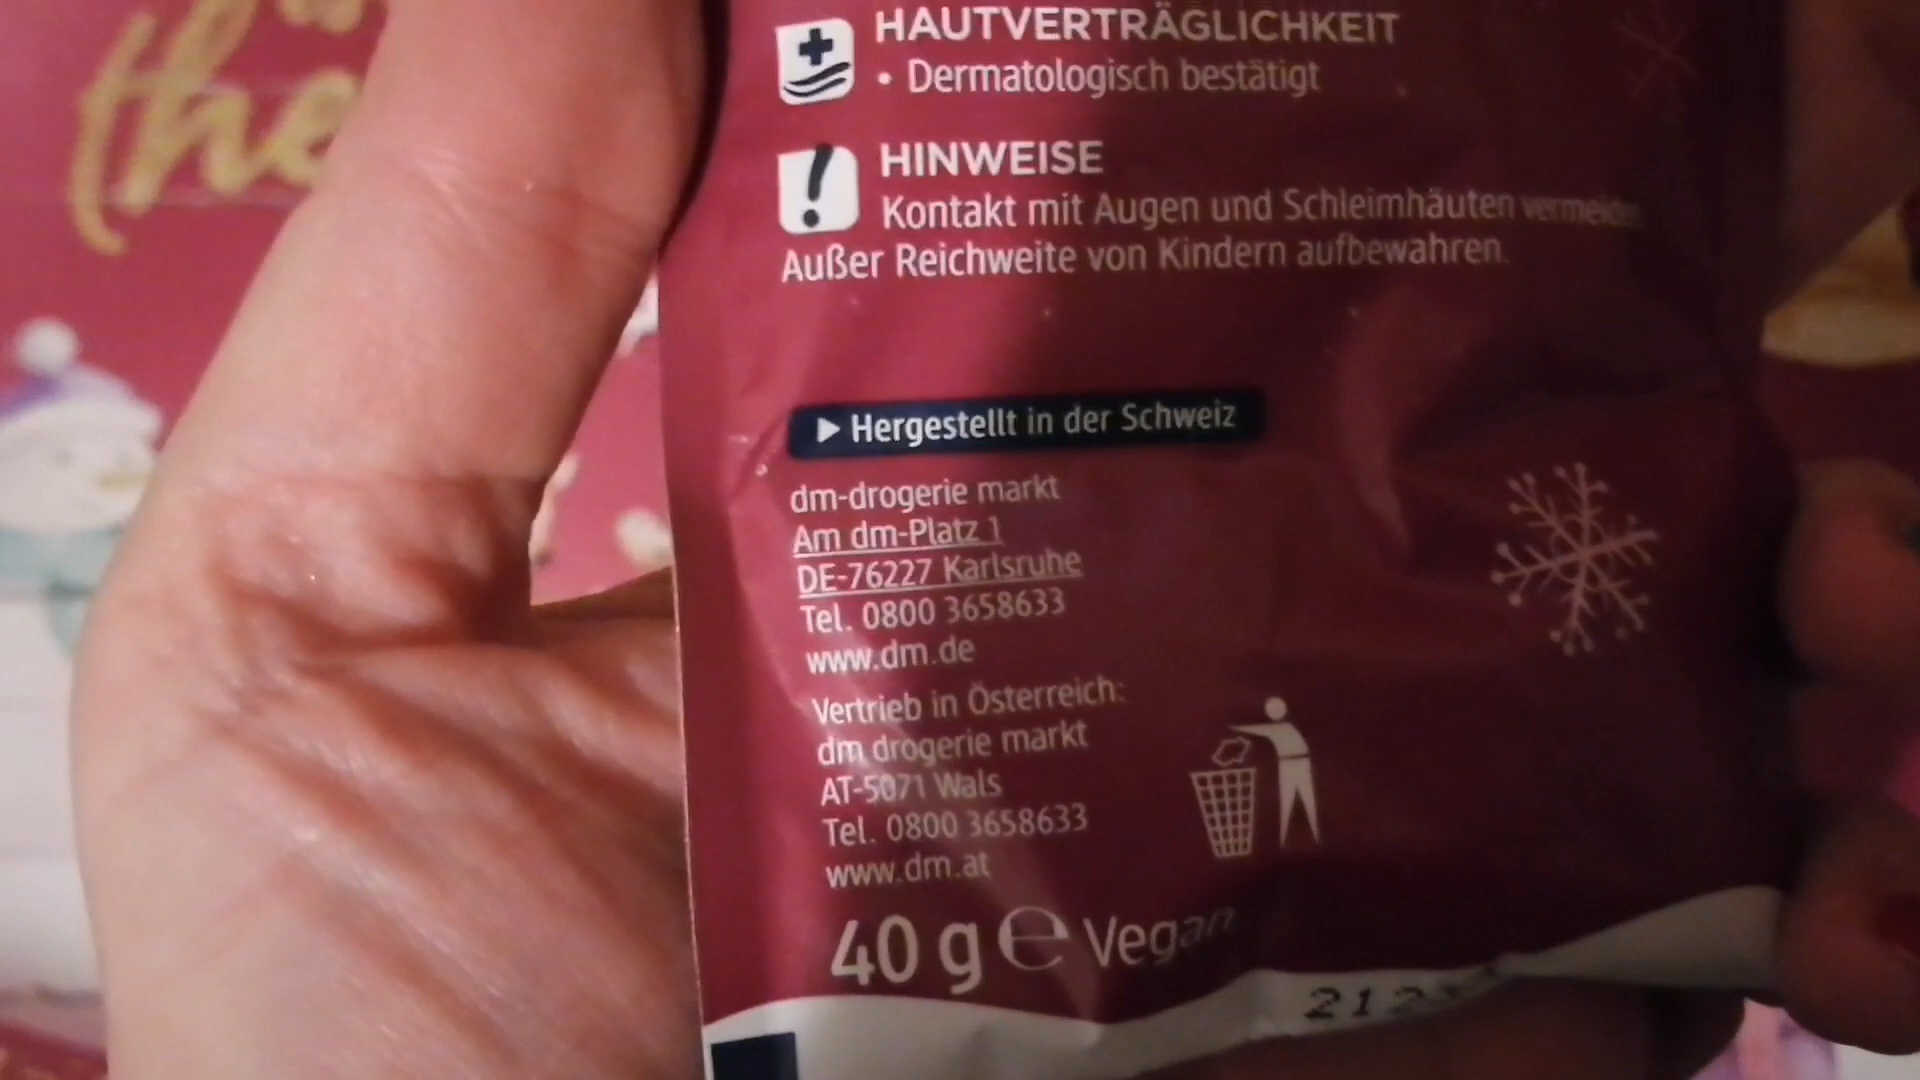 the
HAUTVERTRÄGLICHKEIT
• Dermatologisch bestätigt
HINWEISE
Kontakt mit Augen und Schleimhäuten vermeiden
Außer Reichweite von Kindern aufbewahren.
Hergestellt in der Schweiz
dm-drogerie markt
Am dm-Platz 1
DE-76227 Karlsruhe
Tel. 0800 3658633
www.dm.de
Vertrieb in Österreich:
dm drogerie markt
AT-5071 Wals
Tel. 0800 3658633
www.dm.at
40 g ℮ Vegan